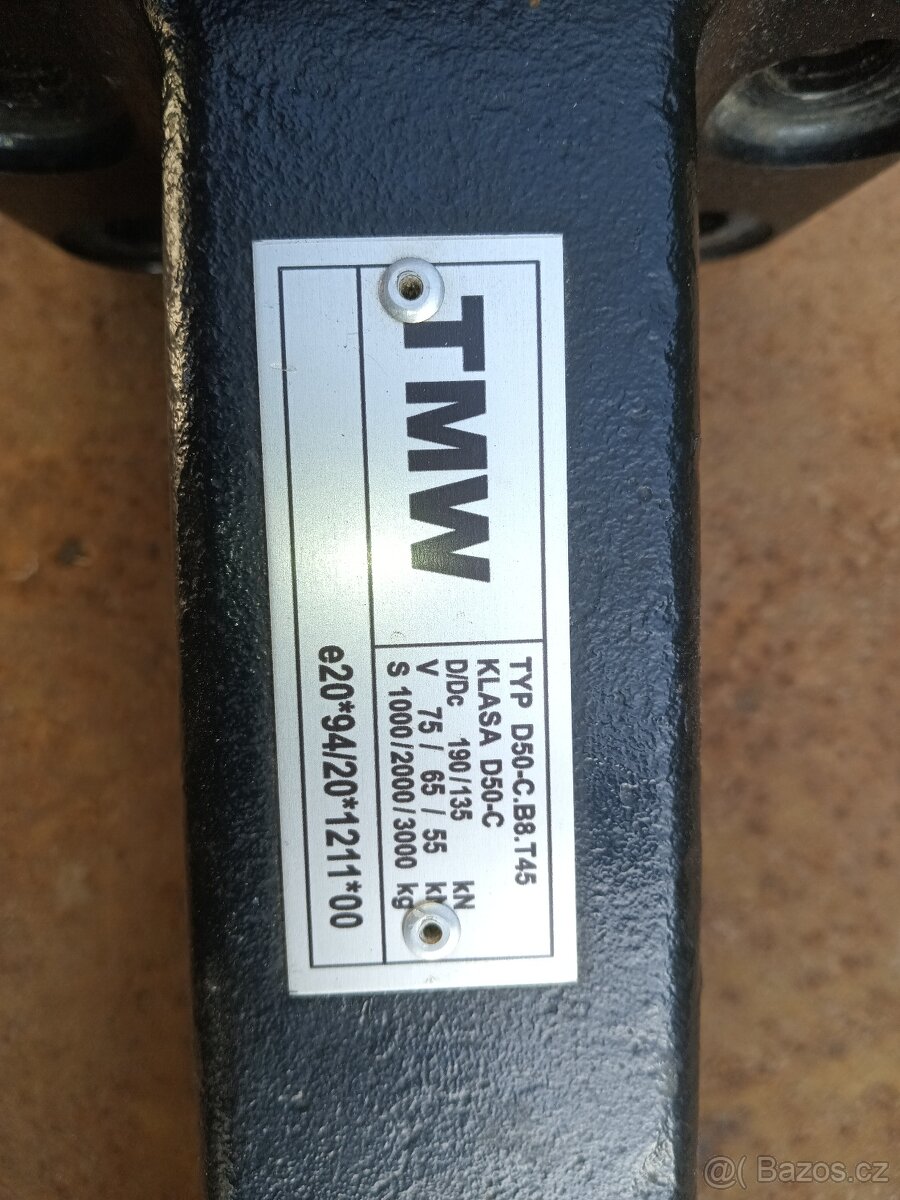 TMW
TYP D50-C.B8.T45
KLASA D50-C
D/Dc 190/135 kN
V 75 / 65 / 55 kN
S 1000/2000/3000 kg
e20*94/20*1211*00
@( Bazos.cz